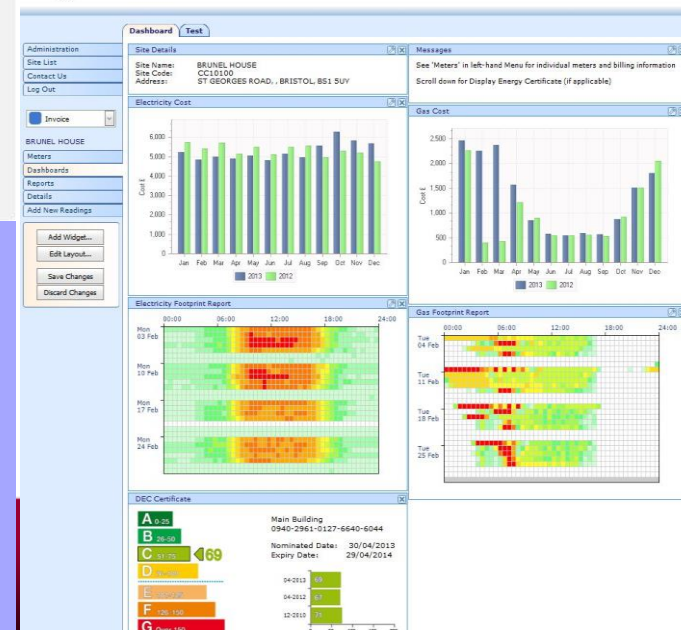 Dashboard Test
Administration
Site List
Contact Us
Log Out
Invoice
BRUNEL HOUSE
Meters
Dashboards
Reports
Details
Add New Readings
Add Widget...
Edit Layout...
Save Changes
Discard Changes
Site Details
Site Name: BRUNEL HOUSE
Site Code: CC10100
Address: ST GEORGES ROAD, , BRISTOL, BS1 5UY
Messages
See 'Meters' in left-hand Menu for individual meters and billing information
Scroll down for Display Energy Certificate (if applicable)
Electricity Cost
6,000
5,000
4,000
3,000
2,000
1,000
0
Cost £
Jan Feb Mar Apr May Jun Jul Aug Sep Oct Nov Dec
2013 2012
Gas Cost
2,500
2,000
1,500
1,000
500
0
Cost £
Jan Feb Mar Apr May Jun Jul Aug Sep Oct Nov Dec
2013 2012
Electricity Footprint Report
00:00 06:00 12:00 18:00 24:00
Mon
03 Feb
Mon
10 Feb
Mon
17 Feb
Mon
24 Feb
Gas Footprint Report
00:00 06:00 12:00 18:00 24:00
Tue
04 Feb
Tue
11 Feb
Tue
18 Feb
Tue
25 Feb
DEC Certificate
A 0-25
B 26-50
C 51-75 69
D
E
F 126-150
G Over 150
Main Building
0940-2961-0127-6640-6044
Nominated Date: 30/04/2013
Expiry Date: 29/04/2014
04-2013 69
04-2012 67
12-2010